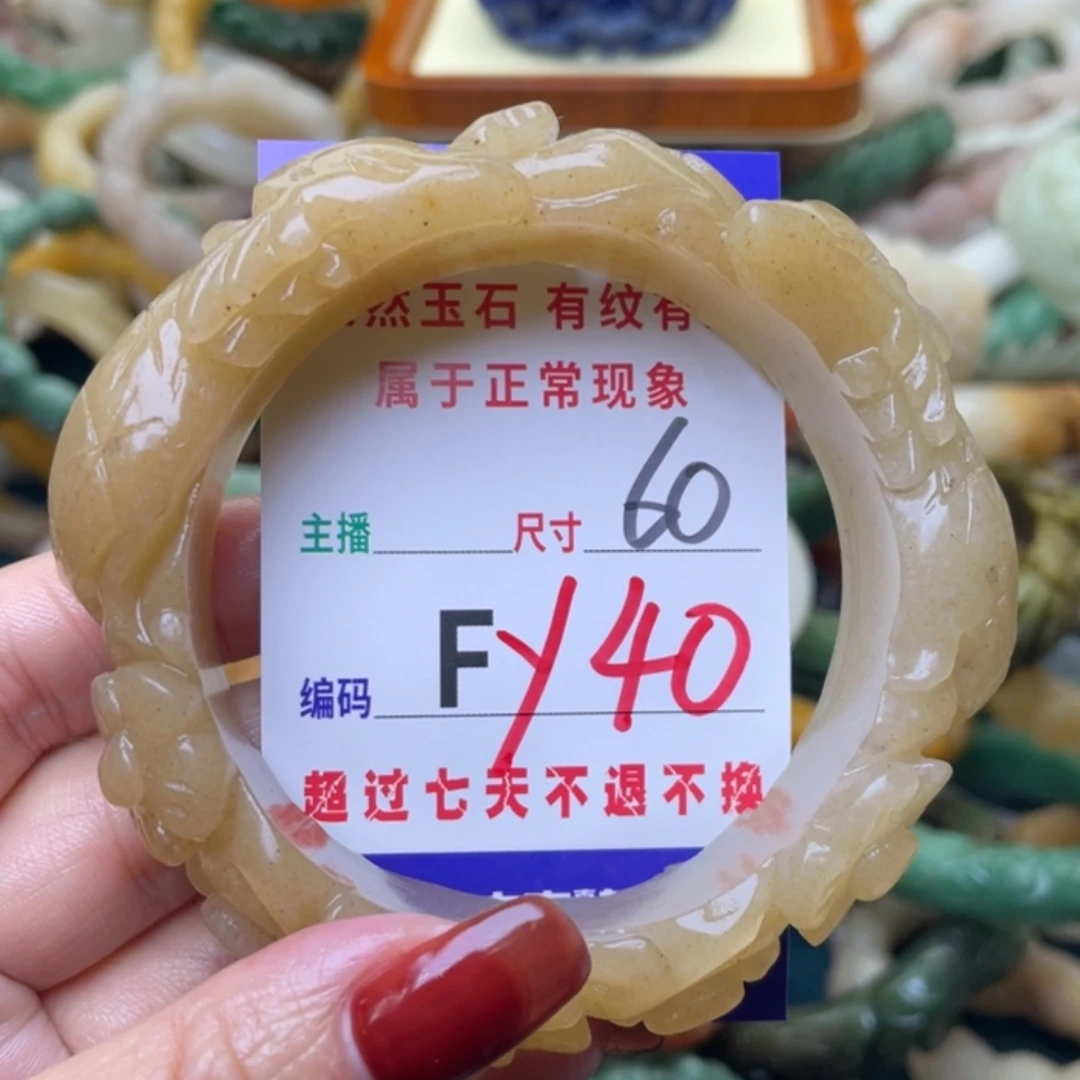 然玉石 有纹有
属于正常现象
主播 尺寸 60
编码 FY40
超过七天不退不换